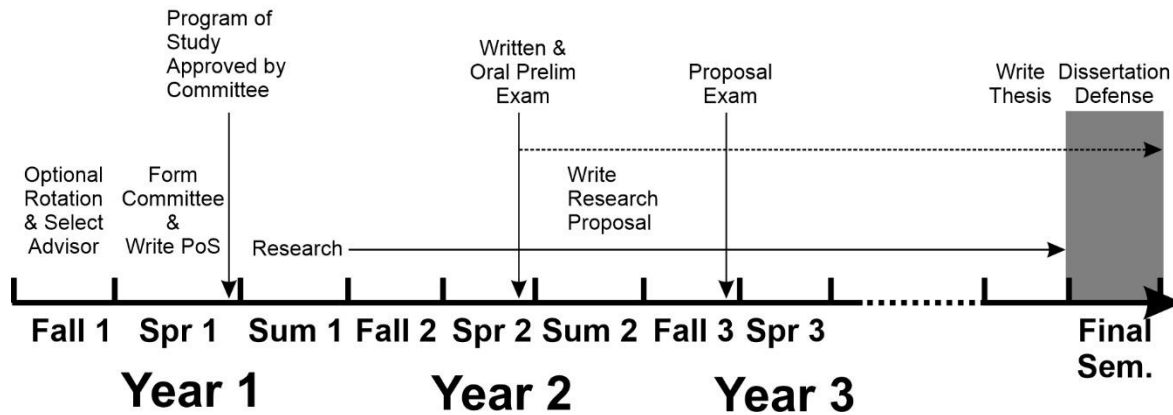 Program of
Study
Approved by
Committee
Written &
Oral Prelim
Exam
Proposal
Exam
Write
Thesis
Dissertation
Defense
Optional
Rotation
& Select
Advisor
Form
Committee
&
Write PoS
Research
Write
Research
Proposal
Fall 1
Spr 1
Sum 1
Fall 2
Spr 2
Sum 2
Fall 3
Spr 3
Final
Sem.
Year 1
Year 2
Year 3